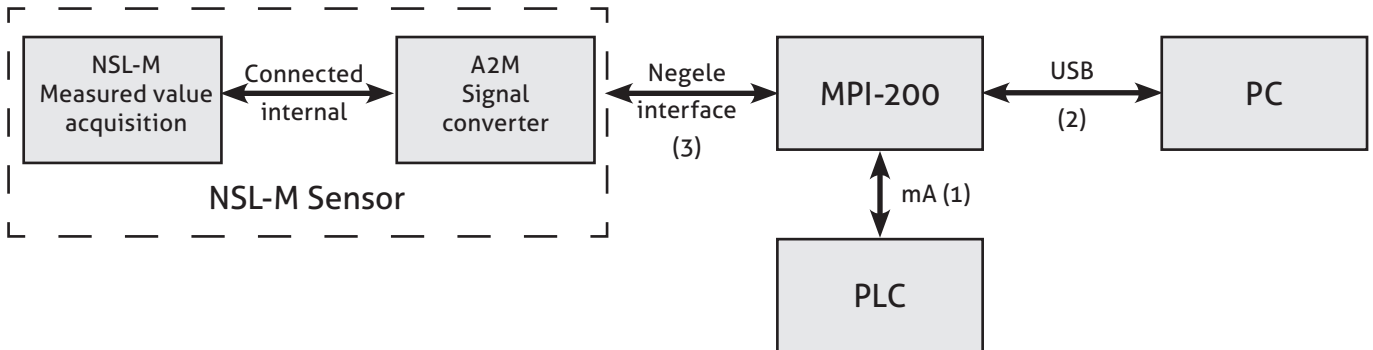 NSL-M
Measured value
acquisition
Connected
internal
A2M
Signal
converter
NSL-M Sensor
Negele
interface
(3)
MPI-200
USB
(2)
PC
mA (1)
PLC